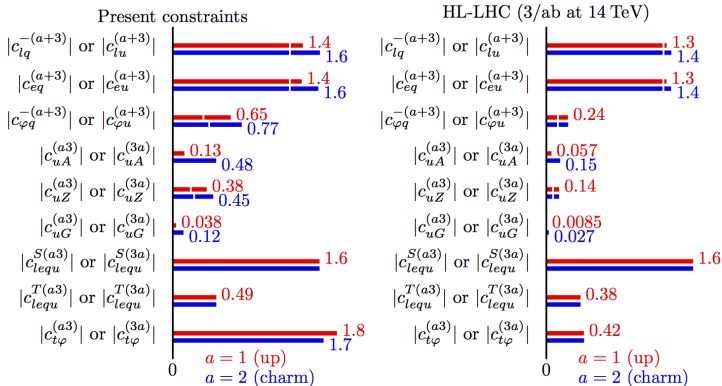 Present constraints
|c_{lq}^{-(a+3)}| or |c_{lu}^{(a+3)}| 1.4 1.6
|c_{eq}^{(a+3)}| or |c_{eu}^{(a+3)}| 1.4 1.6
|c_{φq}^{-(a+3)}| or |c_{φu}^{(a+3)}| 0.65 0.77
|c_{uA}^{(a3)}| or |c_{uA}^{(3a)}| 0.13 0.48
|c_{uZ}^{(a3)}| or |c_{uZ}^{(3a)}| 0.38 0.45
|c_{uG}^{(a3)}| or |c_{uG}^{(3a)}| 0.038 0.12
|c_{lequ}^{S(a3)}| or |c_{lequ}^{S(3a)}| 1.6
|c_{lequ}^{T(a3)}| or |c_{lequ}^{T(3a)}| 0.49
|c_{tφ}^{(a3)}| or |c_{tφ}^{(3a)}| 1.8 1.7
0
a = 1 (up)
a = 2 (charm)
HL-LHC (3/ab at 14 TeV)
|c_{lq}^{-(a+3)}| or |c_{lu}^{(a+3)}| 1.3 1.4
|c_{eq}^{(a+3)}| or |c_{eu}^{(a+3)}| 1.3 1.4
|c_{φq}^{-(a+3)}| or |c_{φu}^{(a+3)}| 0.24
|c_{uA}^{(a3)}| or |c_{uA}^{(3a)}| 0.057 0.15
|c_{uZ}^{(a3)}| or |c_{uZ}^{(3a)}| 0.14
|c_{uG}^{(a3)}| or |c_{uG}^{(3a)}| 0.0085 0.027
|c_{lequ}^{S(a3)}| or |c_{lequ}^{S(3a)}| 1.6
|c_{lequ}^{T(a3)}| or |c_{lequ}^{T(3a)}| 0.38
|c_{tφ}^{(a3)}| or |c_{tφ}^{(3a)}| 0.42
0
a = 1 (up)
a = 2 (charm)